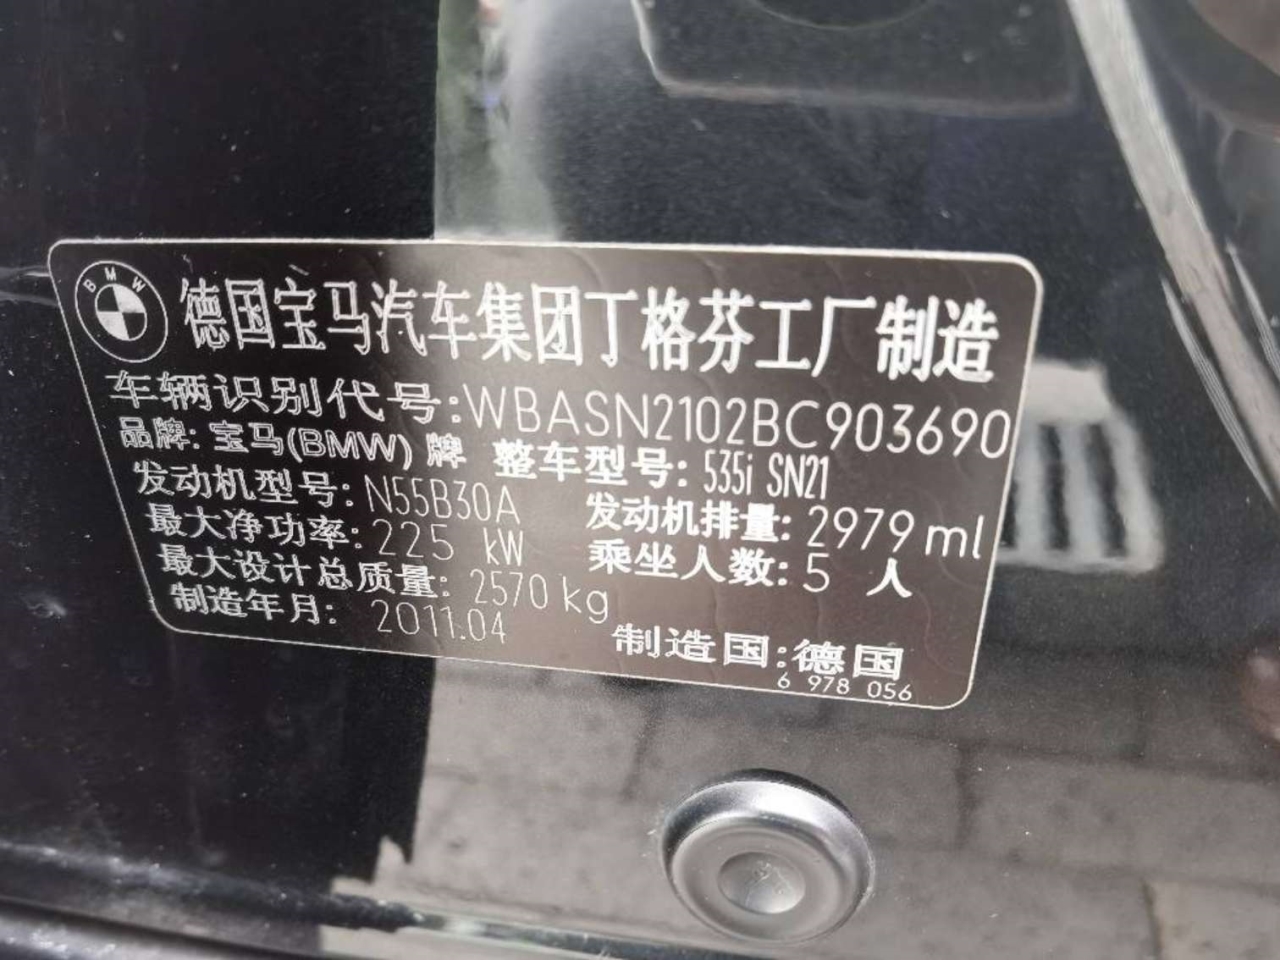 BMW
德国宝马汽车集团丁格芬工厂制造
车辆识别代号:WBASN2102BC903690
品牌: 宝马(BMW) 牌 整车型号: 535i SN21
发动机型号: N55B30A 发动机排量: 2979 ml
最大净功率: 225 kW 乘坐人数: 5 人
最大设计总质量: 2570 kg
制造年月: 2011.04 制造国: 德国
6 978 056